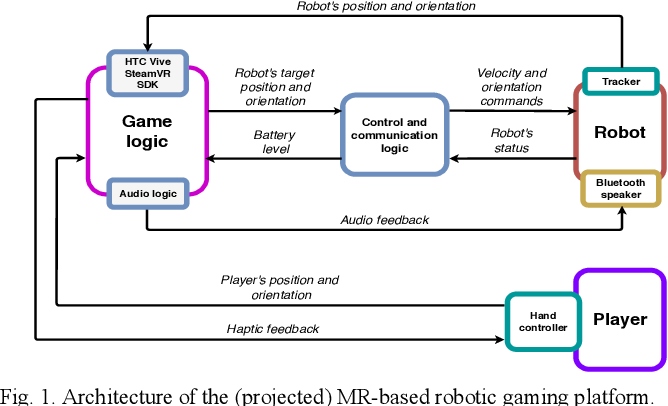 Robot's position and orientation
HTC Vive
SteamVR
SDK
Game
logic
Audio logic
Robot's target
position and
orientation
Battery
level
Control and
communication
logic
Velocity and
orientation
commands
Robot's
status
Tracker
Robot
Bluetooth
speaker
Audio feedback
Player's position and
orientation
Haptic feedback
Hand
controller
Player
Fig. 1. Architecture of the (projected) MR-based robotic gaming platform.